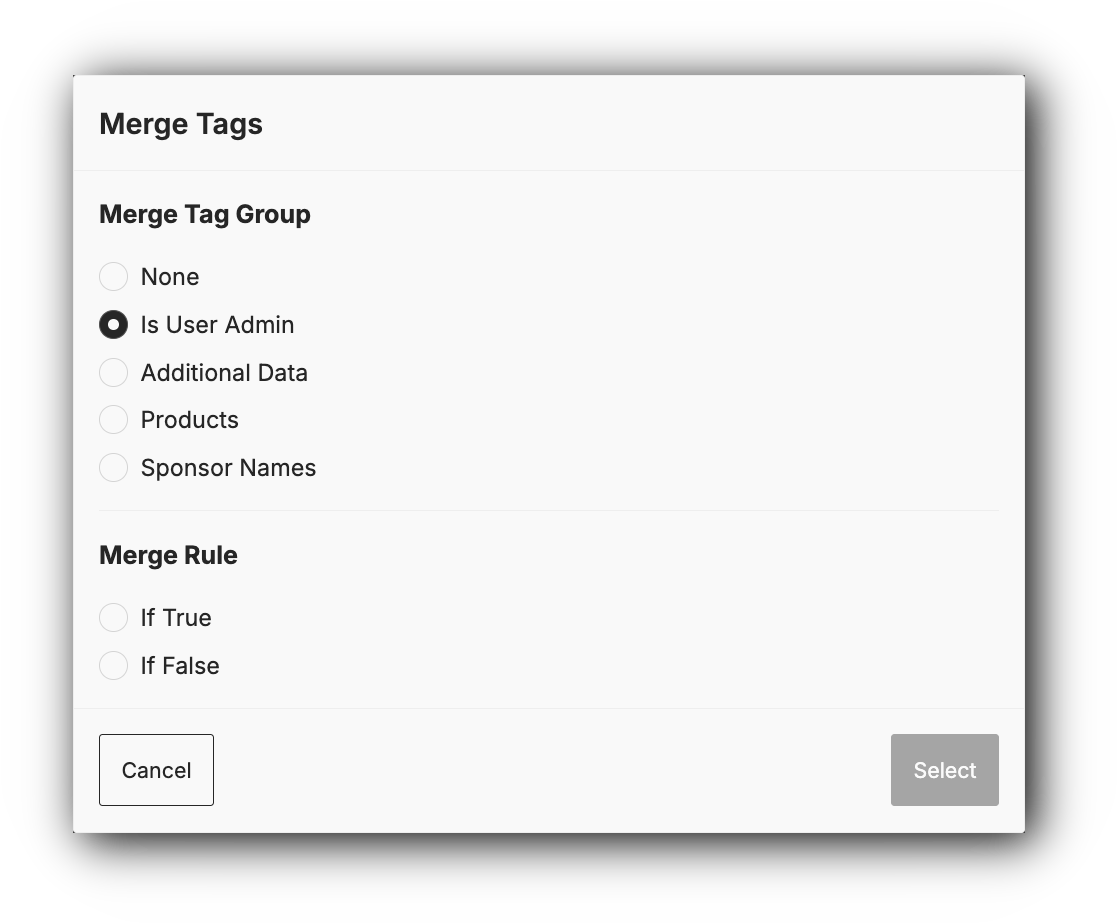 Merge Tags
Merge Tag Group
None
Is User Admin
Additional Data
Products
Sponsor Names
Merge Rule
If True
If False
Cancel
Select